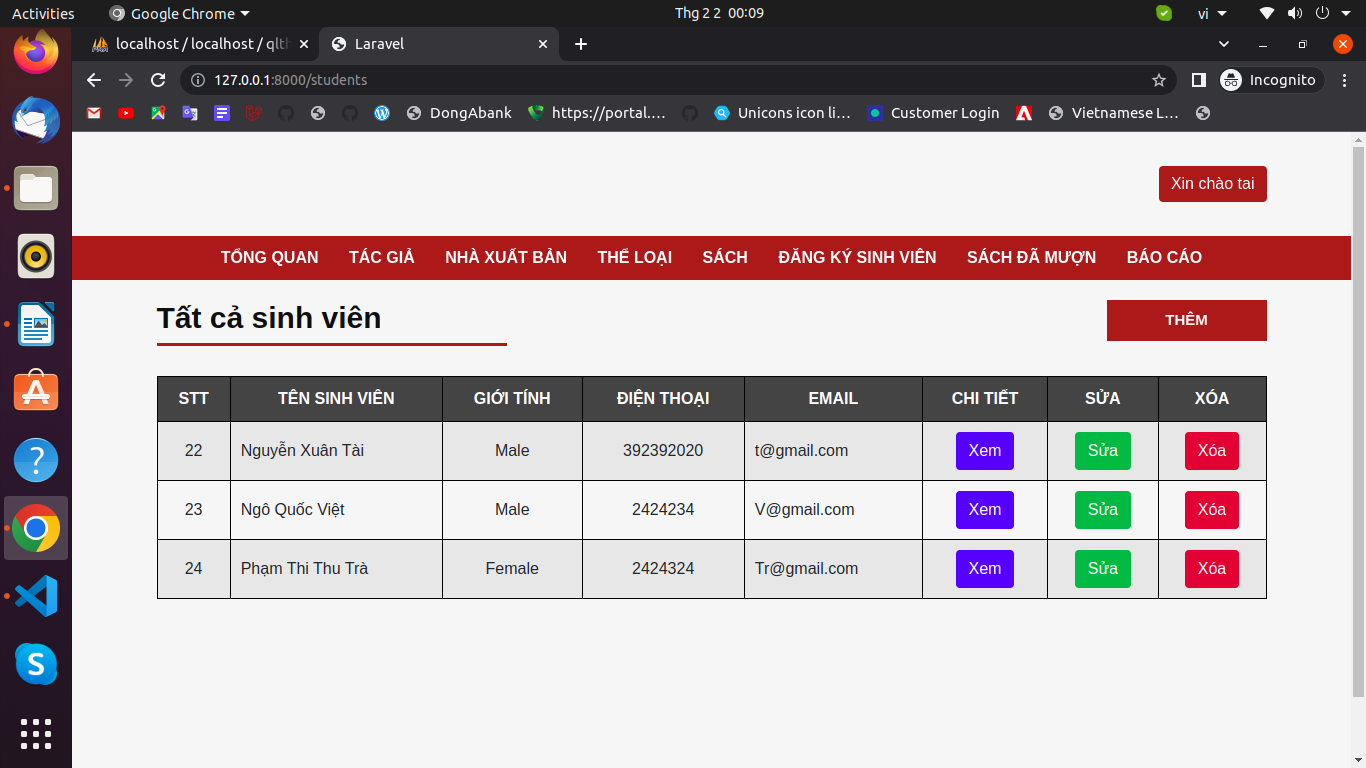 Activities Google Chrome Thg 2 2 00:09 vi
localhost / localhost / qlth Laravel
127.0.0.1:8000/students Incognito
DongAbank https://portal.... Unicons icon li... Customer Login Vietnamese L...
Xin chào tai
TỔNG QUAN TÁC GIẢ NHÀ XUẤT BẢN THỂ LOẠI SÁCH ĐĂNG KÝ SINH VIÊN SÁCH ĐÃ MƯỢN BÁO CÁO
Tất cả sinh viên THÊM
STT TÊN SINH VIÊN GIỚI TÍNH ĐIỆN THOẠI EMAIL CHI TIẾT SỬA XÓA
22 Nguyễn Xuân Tài Male 392392020 t@gmail.com Xem Sửa Xóa
23 Ngô Quốc Việt Male 2424234 V@gmail.com Xem Sửa Xóa
24 Phạm Thi Thu Trà Female 2424324 Tr@gmail.com Xem Sửa Xóa